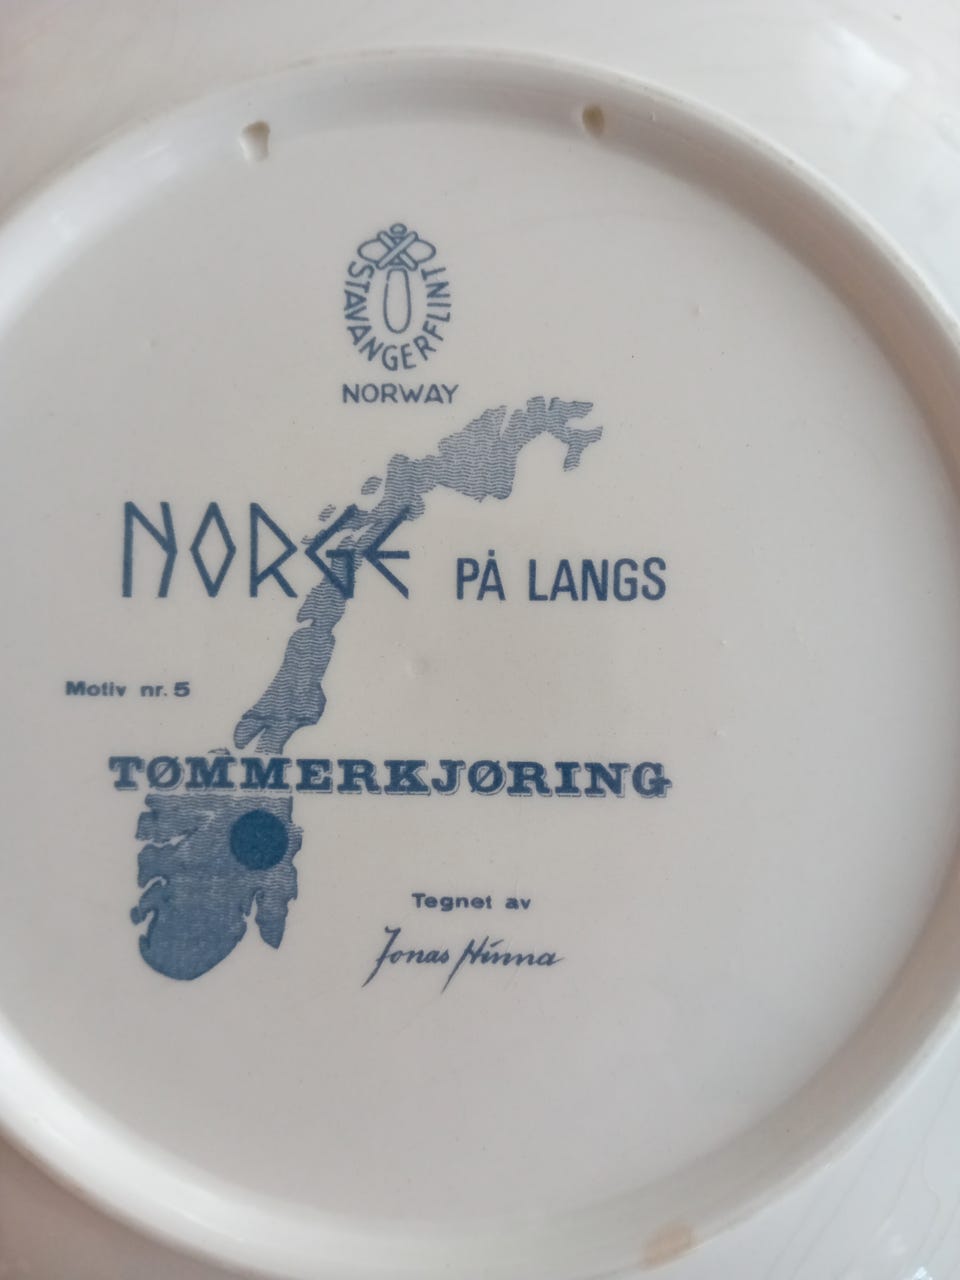 STAVANGERFLINT
NORWAY
NORGE PÅ LANGS
Motiv nr. 5
TØMMERKJØRING
Tegnet av
Jonas Hinna